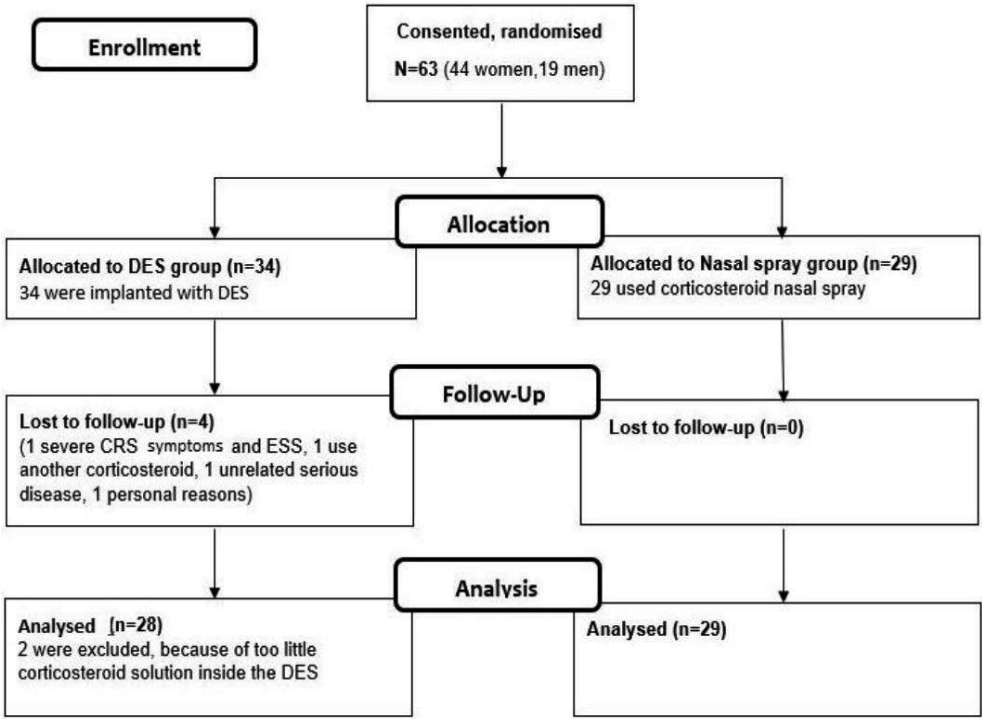 Enrollment
Consented, randomised
N=63 (44 women,19 men)
Allocation
Allocated to DES group (n=34)
34 were implanted with DES
Allocated to Nasal spray group (n=29)
29 used corticosteroid nasal spray
Follow-Up
Lost to follow-up (n=4)
(1 severe CRS symptoms and ESS, 1 use
another corticosteroid, 1 unrelated serious
disease, 1 personal reasons)
Lost to follow-up (n=0)
Analysis
Analysed (n=28)
2 were excluded, because of too little
corticosteroid solution inside the DES
Analysed (n=29)